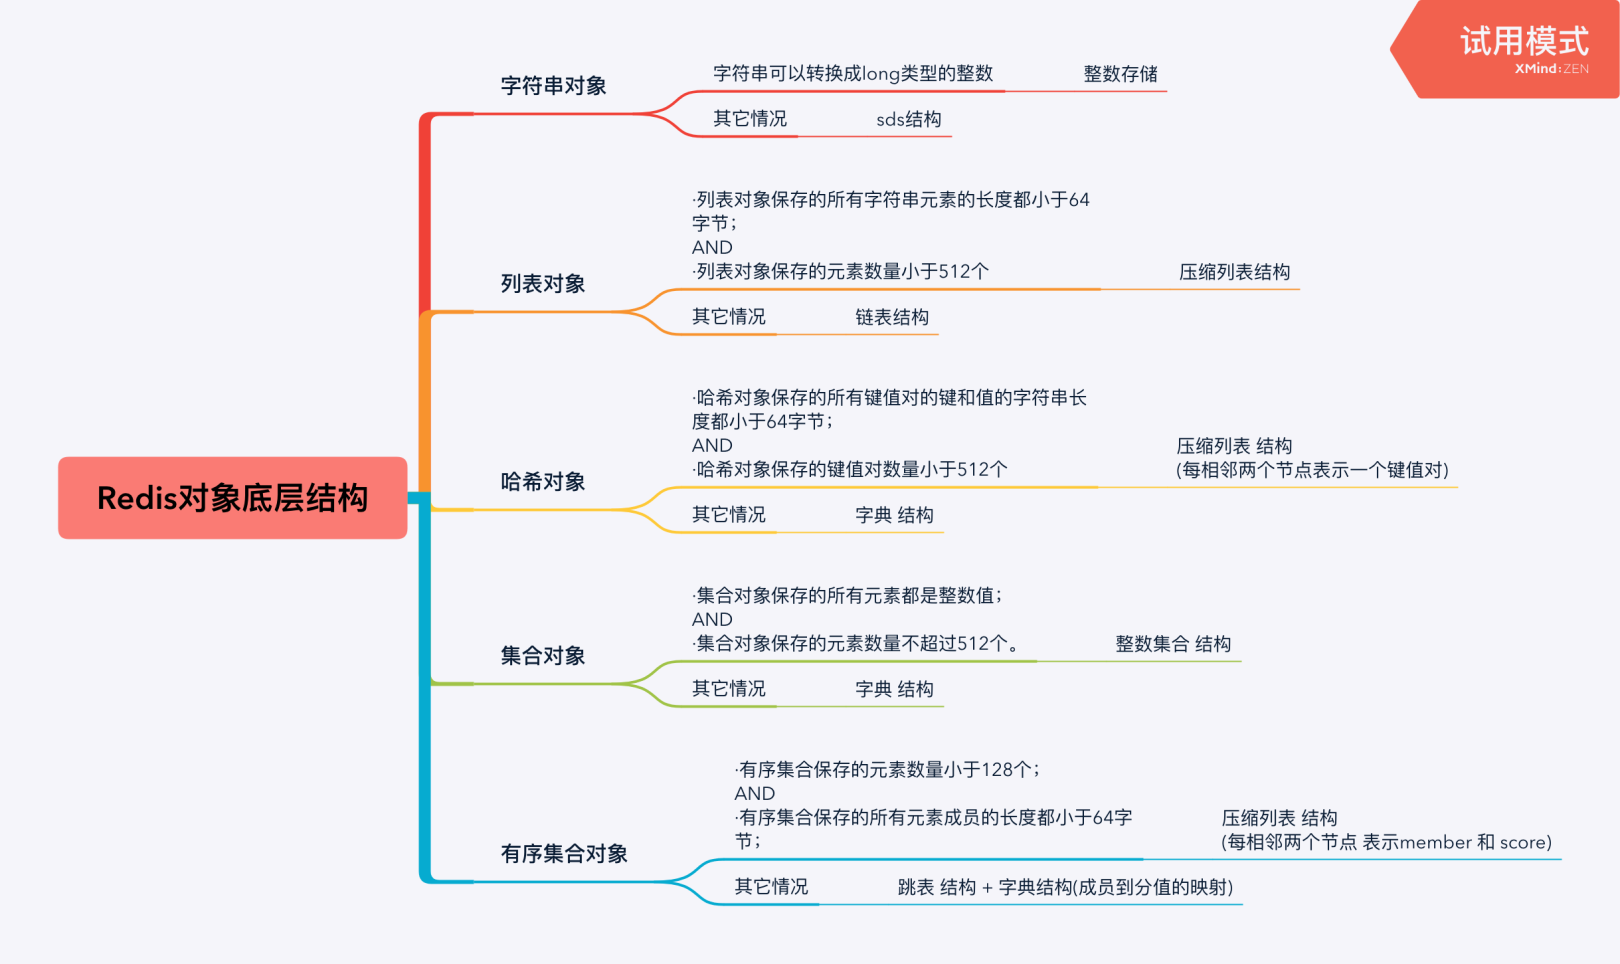 试用模式
XMind:ZEN
Redis对象底层结构
字符串对象
字符串可以转换成long类型的整数
整数存储
其它情况
sds结构
列表对象
·列表对象保存的所有字符串元素的长度都小于64
字节；
AND
·列表对象保存的元素数量小于512个
压缩列表结构
其它情况
链表结构
哈希对象
·哈希对象保存的所有键值对的键和值的字符串长
度都小于64字节；
AND
·哈希对象保存的键值对数量小于512个
压缩列表 结构
(每相邻两个节点表示一个键值对)
其它情况
字典 结构
集合对象
·集合对象保存的所有元素都是整数值；
AND
·集合对象保存的元素数量不超过512个。
整数集合 结构
其它情况
字典 结构
有序集合对象
·有序集合保存的元素数量小于128个；
AND
·有序集合保存的所有元素成员的长度都小于64字
节；
压缩列表 结构
(每相邻两个节点 表示member 和 score)
其它情况
跳表 结构 + 字典结构(成员到分值的映射)